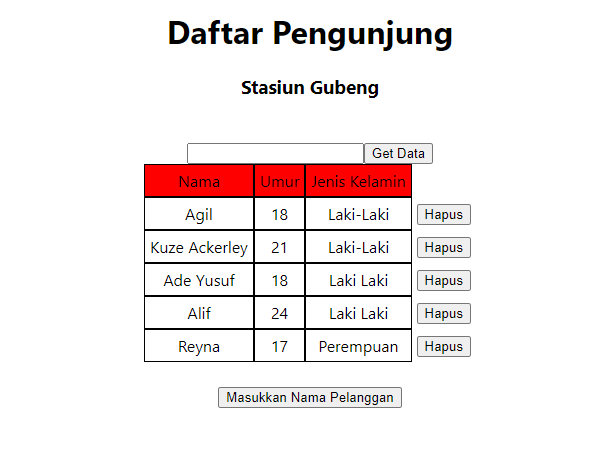 Daftar Pengunjung
Stasiun Gubeng
Get Data
Nama Umur Jenis Kelamin
Agil 18 Laki-Laki Hapus
Kuze Ackerley 21 Laki-Laki Hapus
Ade Yusuf 18 Laki Laki Hapus
Alif 24 Laki Laki Hapus
Reyna 17 Perempuan Hapus
Masukkan Nama Pelanggan